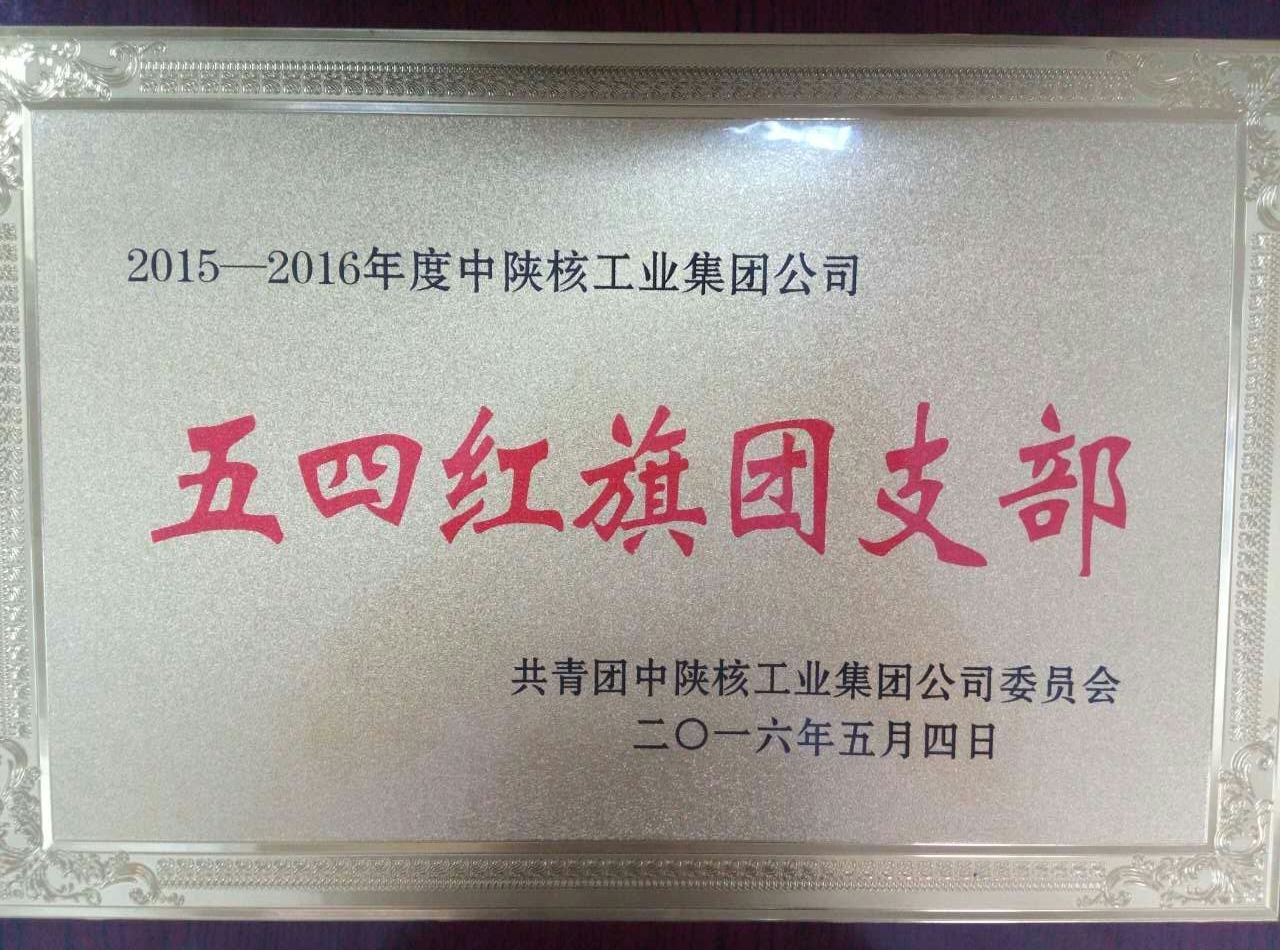 2015—2016年度中陕核工业集团公司
五四红旗团支部
共青团中陕核工业集团公司委员会
二〇一六年五月四日